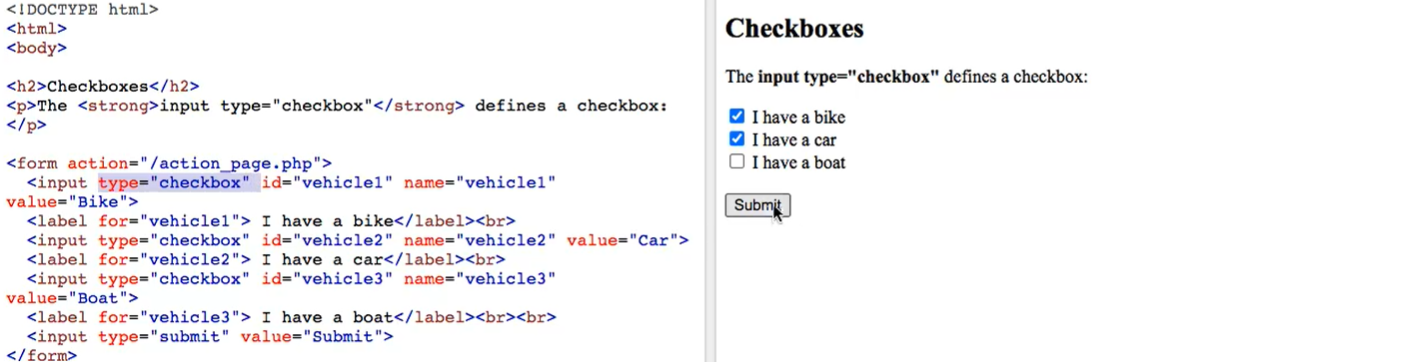 <!DOCTYPE html>
<html>
<body>
<h2>Checkboxes</h2>
<p>The <strong>input type="checkbox"</strong> defines a checkbox:
</p>
<form action="/action_page.php">
<input type="checkbox" id="vehicle1" name="vehicle1"
value="Bike">
<label for="vehicle1"> I have a bike</label><br>
<input type="checkbox" id="vehicle2" name="vehicle2" value="Car">
<label for="vehicle2"> I have a car</label><br>
<input type="checkbox" id="vehicle3" name="vehicle3"
value="Boat">
<label for="vehicle3"> I have a boat</label><br><br>
<input type="submit" value="Submit">
</form>
Checkboxes
The input type="checkbox" defines a checkbox:
I have a bike
I have a car
I have a boat
Submit